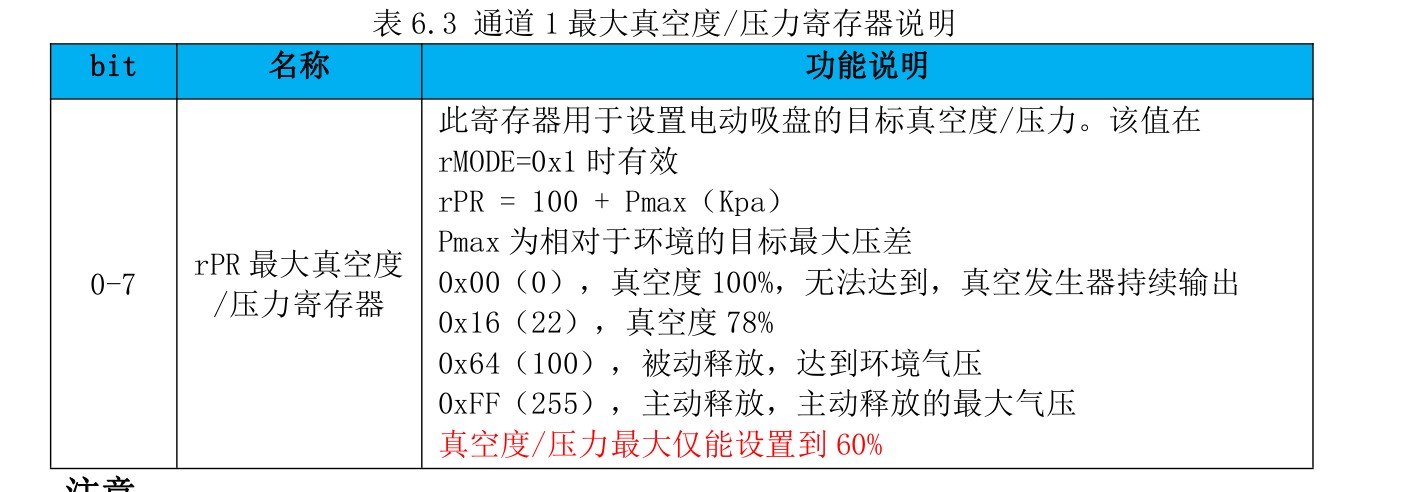 表 6.3 通道 1 最大真空度/压力寄存器说明
bit 名称 功能说明
0-7
rPR 最大真空度
/压力寄存器
此寄存器用于设置电动吸盘的目标真空度/压力。该值在
rMODE=0x1 时有效
rPR = 100 + Pmax（Kpa）
Pmax 为相对于环境的目标最大压差
0x00（0），真空度 100%，无法达到，真空发生器持续输出
0x16（22），真空度 78%
0x64（100），被动释放，达到环境气压
0xFF（255），主动释放，主动释放的最大气压
真空度/压力最大仅能设置到 60%
注意